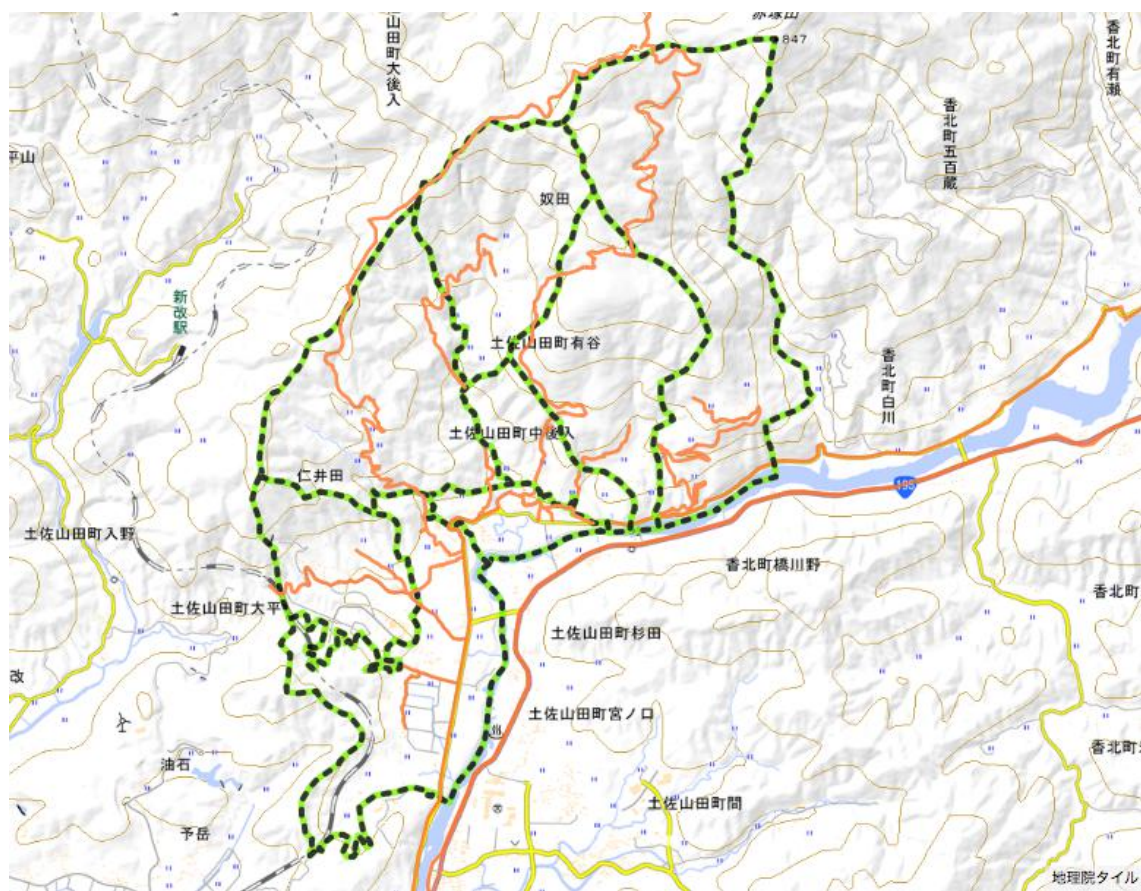 山田町大後入
847
香北町有瀬
香北町五百蔵
平山
奴田
新改駅
土佐山田町有谷
香北町白川
土佐山田町中後入
仁井田
195
土佐山田町入野
香北町橋川野
香北町
土佐山田町大平
土佐山田町杉田
改
土佐山田町宮ノ口
油石
土佐山田町間
予岳
地理院タイル